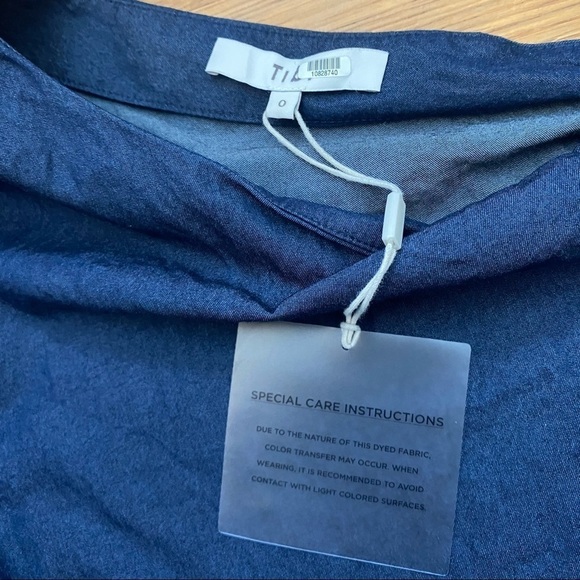 10828740
0
SPECIAL CARE INSTRUCTIONS
DUE TO THE NATURE OF THIS DYED FABRIC,
COLOR TRANSFER MAY OCCUR. WHEN
WEARING, IT IS RECOMMENDED TO AVOID
CONTACT WITH LIGHT COLORED SURFACES.